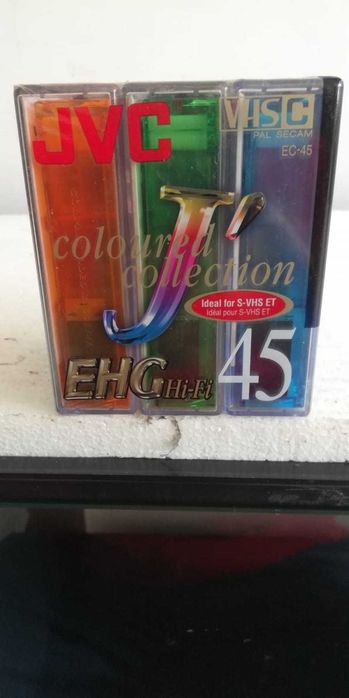 JVC
VHS C
PAL SECAM
EC-45
J'
coloured
collection
Ideal for S-VHS ET
Idéal pour S-VHS ET
EHG Hi-Fi 45